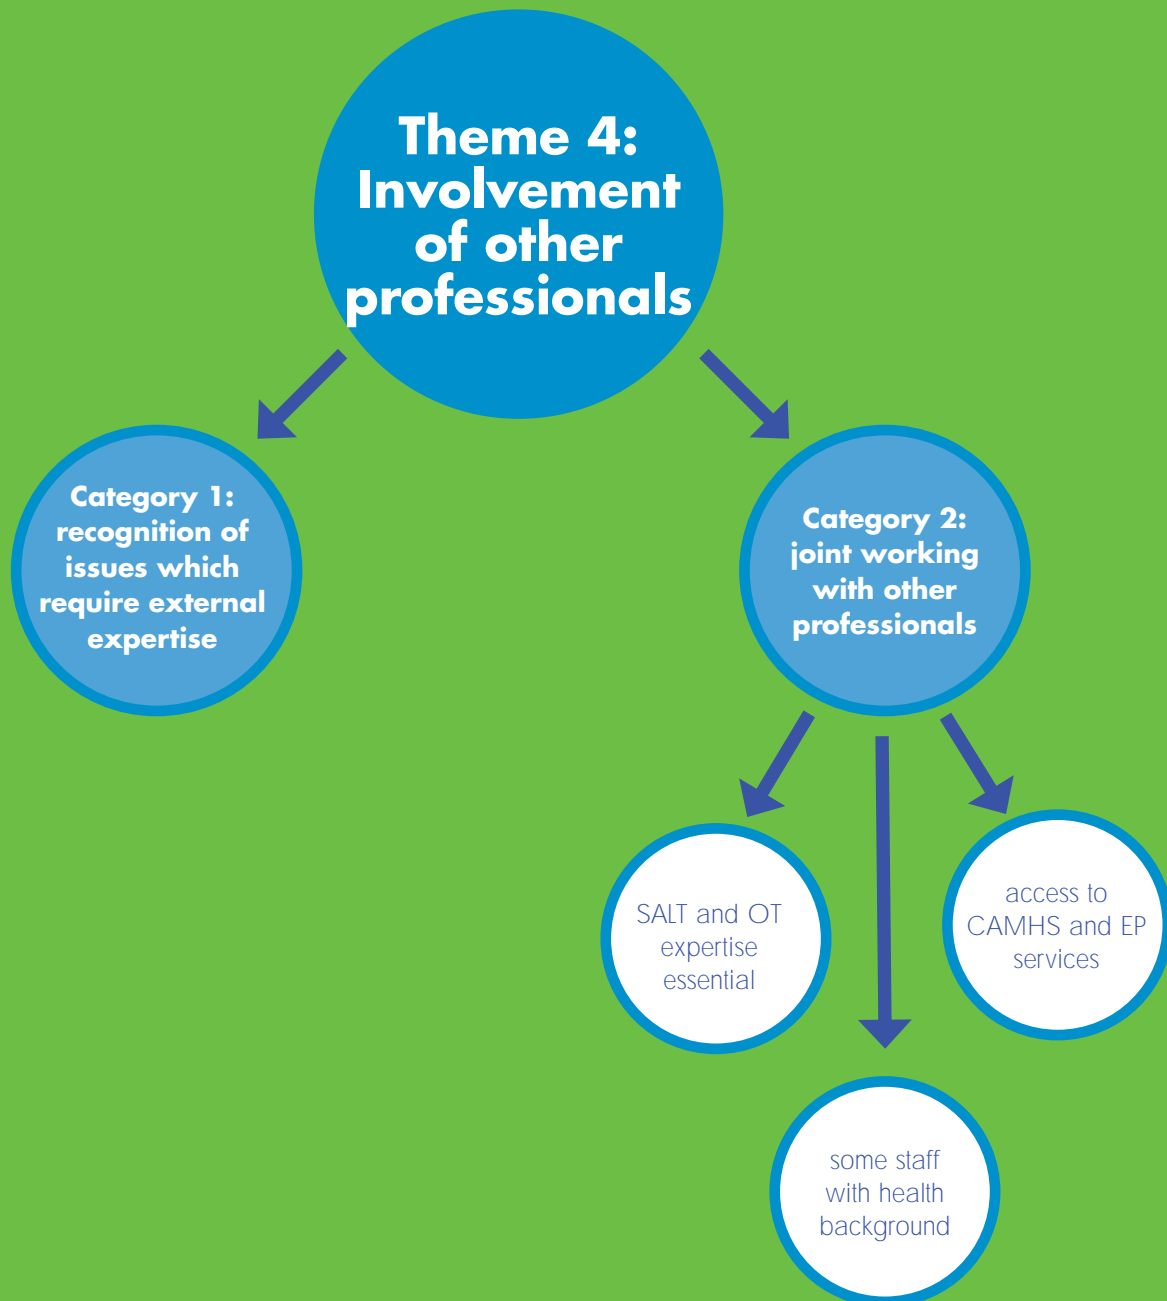 Theme 4:
Involvement
of other
professionals
Category 1:
recognition of
issues which
require external
expertise
Category 2:
joint working
with other
professionals
SALT and OT
expertise
essential
access to
CAMHS and EP
services
some staff
with health
background